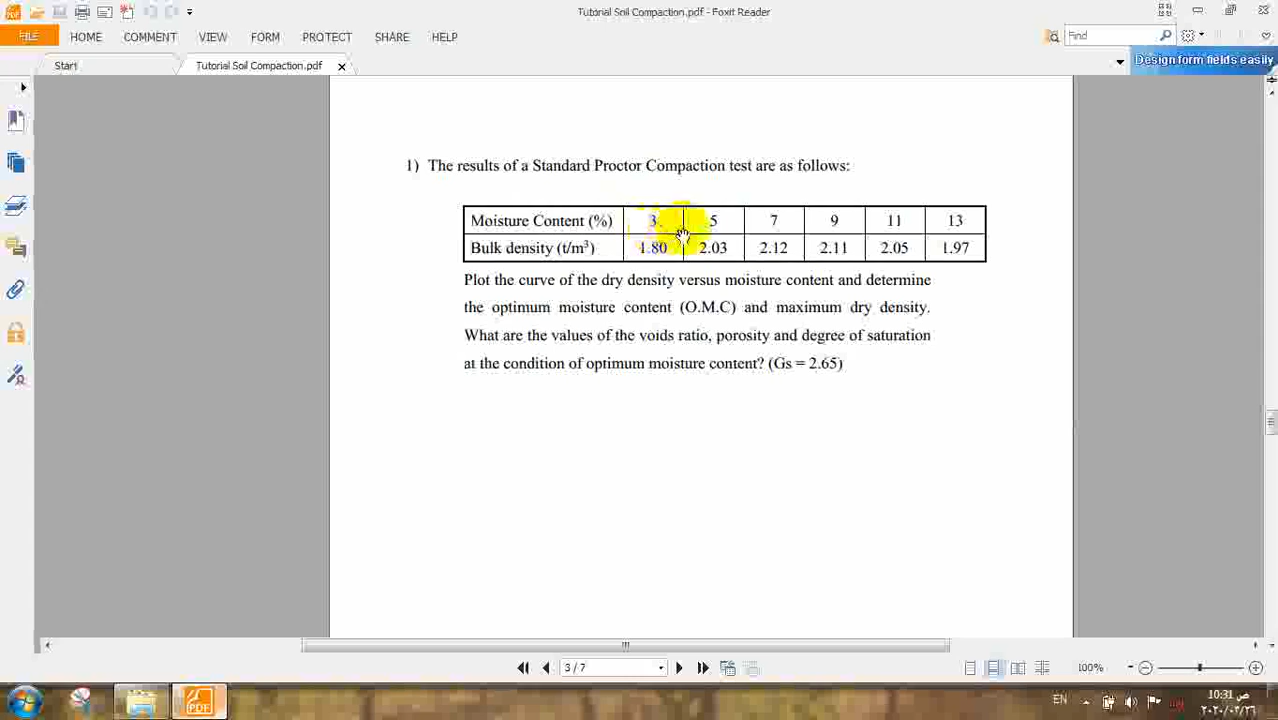 Tutorial Soil Compaction.pdf - Foxit Reader
FILE HOME COMMENT VIEW FORM PROTECT SHARE HELP
Find
Start
Tutorial Soil Compaction.pdf
Design form fields easily
1) The results of a Standard Proctor Compaction test are as follows:
Moisture Content (%) 3 5 7 9 11 13
Bulk density (t/m³) 1.80 2.03 2.12 2.11 2.05 1.97
Plot the curve of the dry density versus moisture content and determine
the optimum moisture content (O.M.C) and maximum dry density.
What are the values of the voids ratio, porosity and degree of saturation
at the condition of optimum moisture content? (Gs = 2.65)
3 / 7
100%
PDF
EN
10:31 ص
٢٠٢٠/٠٣/٢٦